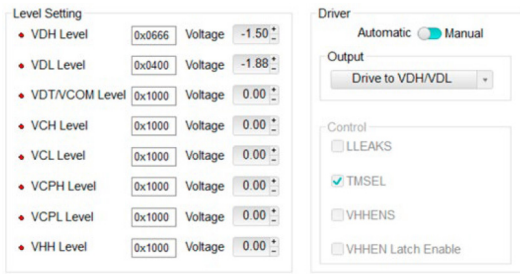 Level Setting
VDH Level 0x0666 Voltage -1.50
VDL Level 0x0400 Voltage -1.88
VDT/VCOM Level 0x1000 Voltage 0.00
VCH Level 0x1000 Voltage 0.00
VCL Level 0x1000 Voltage 0.00
VCPH Level 0x1000 Voltage 0.00
VCPL Level 0x1000 Voltage 0.00
VHH Level 0x1000 Voltage 0.00
Driver
Automatic Manual
Output
Drive to VDH/VDL
Control
LLEAKS
TMSEL
VHHENS
VHHEN Latch Enable